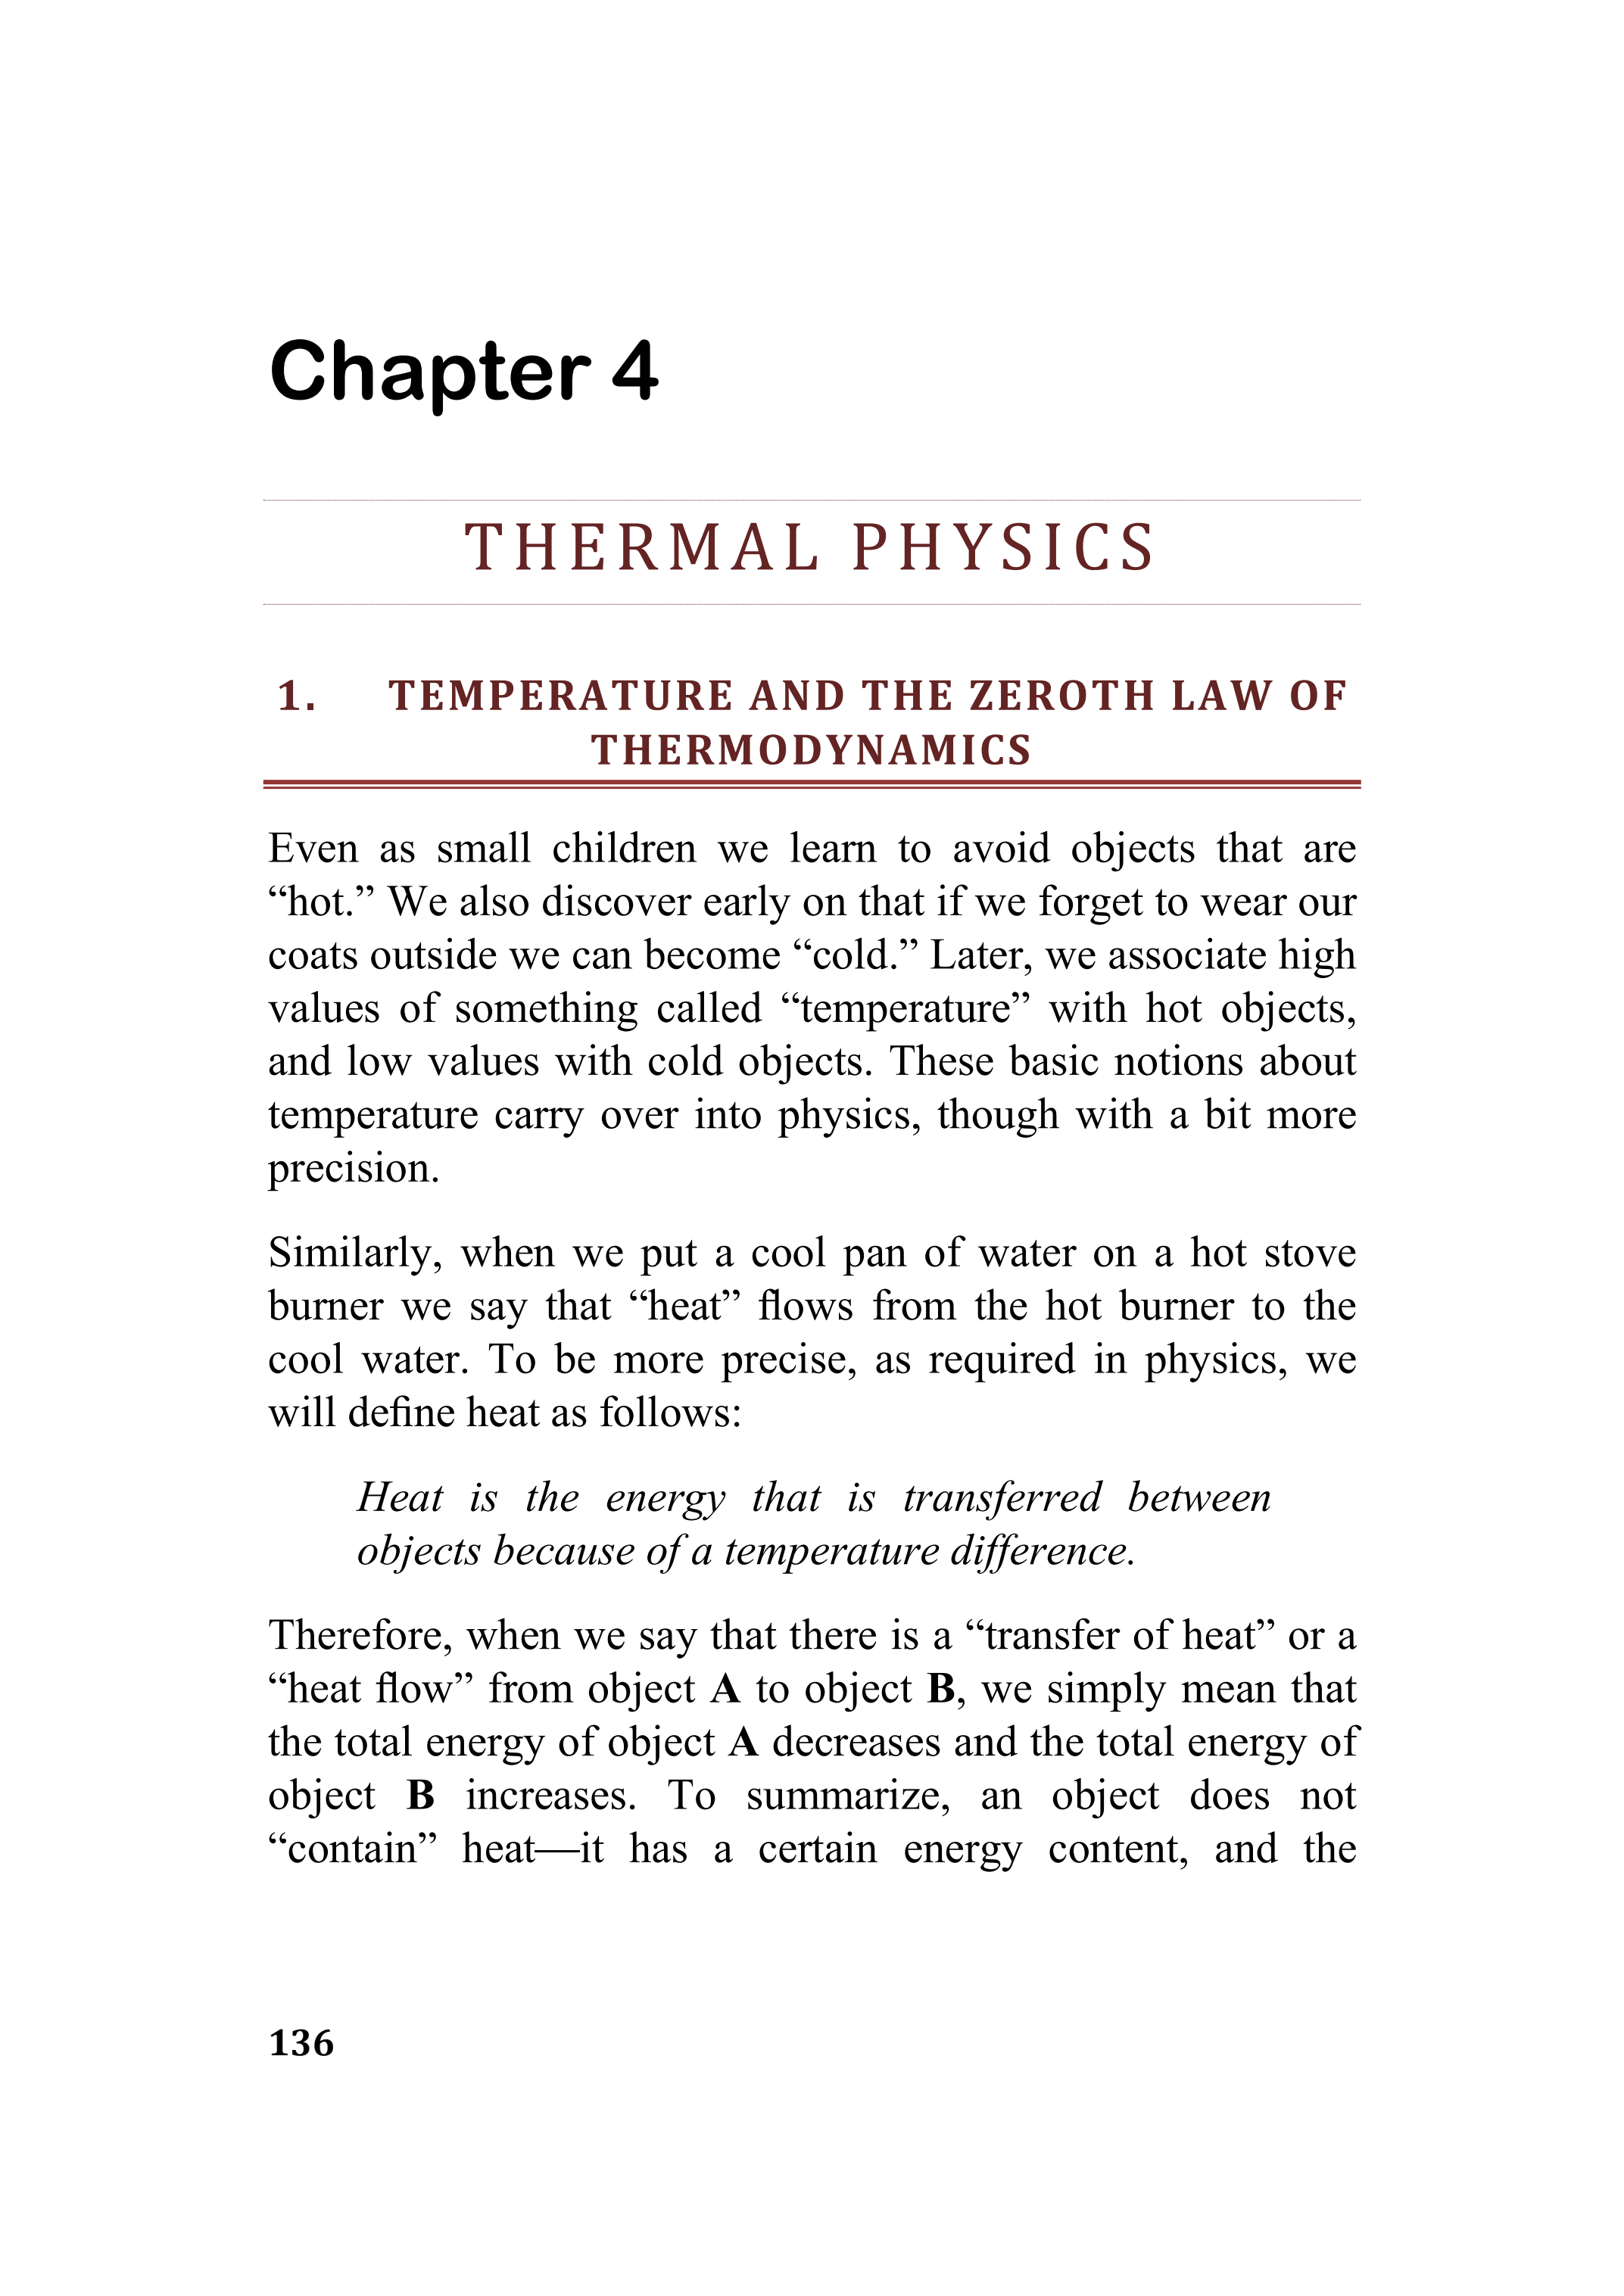 Chapter 4
THERMAL PHYSICS
1. TEMPERATURE AND THE ZEROTH LAW OF
THERMODYNAMICS
Even as small children we learn to avoid objects that are
“hot.” We also discover early on that if we forget to wear our
coats outside we can become “cold.” Later, we associate high
values of something called “temperature” with hot objects,
and low values with cold objects. These basic notions about
temperature carry over into physics, though with a bit more
precision.
Similarly, when we put a cool pan of water on a hot stove
burner we say that “heat” flows from the hot burner to the
cool water. To be more precise, as required in physics, we
will define heat as follows:
Heat is the energy that is transferred between
objects because of a temperature difference.
Therefore, when we say that there is a “transfer of heat” or a
“heat flow” from object A to object B, we simply mean that
the total energy of object A decreases and the total energy of
object B increases. To summarize, an object does not
“contain” heat—it has a certain energy content, and the
136